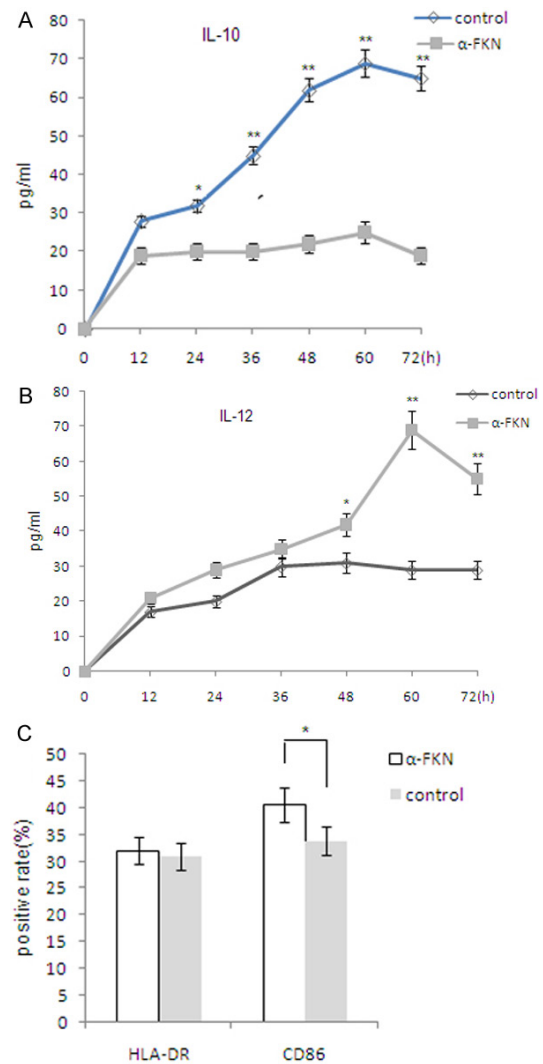 A
IL-10
control
α-FKN
80
70
60
50
40
30
20
10
0
pg/ml
* ** ** ** **
0 12 24 36 48 60 72(h)
B
IL-12
control
α-FKN
80
70
60
50
40
30
20
10
0
pg/ml
* ** **
0 12 24 36 48 60 72(h)
C
*
α-FKN
control
50
45
40
35
30
25
20
15
10
5
0
positive rate(%)
HLA-DR CD86